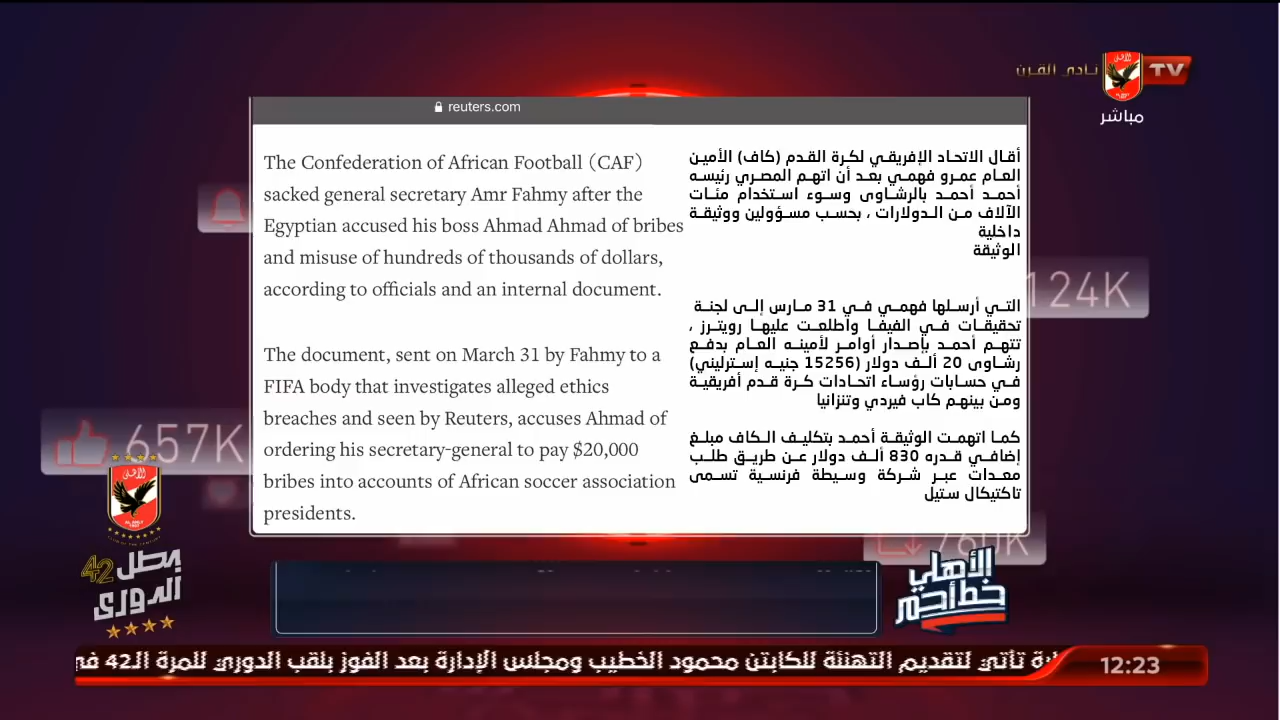 نادي القرن
TV
مباشر
reuters.com
The Confederation of African Football (CAF)
sacked general secretary Amr Fahmy after the
Egyptian accused his boss Ahmad Ahmad of bribes
and misuse of hundreds of thousands of dollars,
according to officials and an internal document.
The document, sent on March 31 by Fahmy to a
FIFA body that investigates alleged ethics
breaches and seen by Reuters, accuses Ahmad of
ordering his secretary-general to pay $20,000
bribes into accounts of African soccer association
presidents.
أقال الاتحاد الإفريقي لكرة القدم (كاف) الأمين
العام عمرو فهمي بعد أن اتهم المصري رئيسه
أحمد أحمد بالرشاوى وسوء استخدام مئات
الآلاف من الدولارات ، بحسب مسؤولين ووثيقة
داخلية
الوثيقة
التي أرسلها فهمي في 31 مارس إلى لجنة
تحقيقات في الفيفا واطلعت عليها رويترز ،
تتهم أحمد بإصدار أوامر لأمينه العام بدفع
رشاوى 20 ألف دولار (15256 جنيه إسترليني)
في حسابات رؤساء اتحادات كرة قدم أفريقية
ومن بينهم كاب فيردي وتنزانيا
كما اتهمت الوثيقة أحمد بتكليف الكاف مبلغ
إضافي قدره 830 ألف دولار عن طريق طلب
معدات عبر شركة وسيطة فرنسية تسمى
تاكتيكال ستيل
124K
657K
760K
بطل
42
الدوري
الأهلي
خط أحمر
تأتي لتقديم التهنئة للكابتن محمود الخطيب ومجلس الإدارة بعد الفوز بلقب الدوري للمرة الـ42 في
12:23